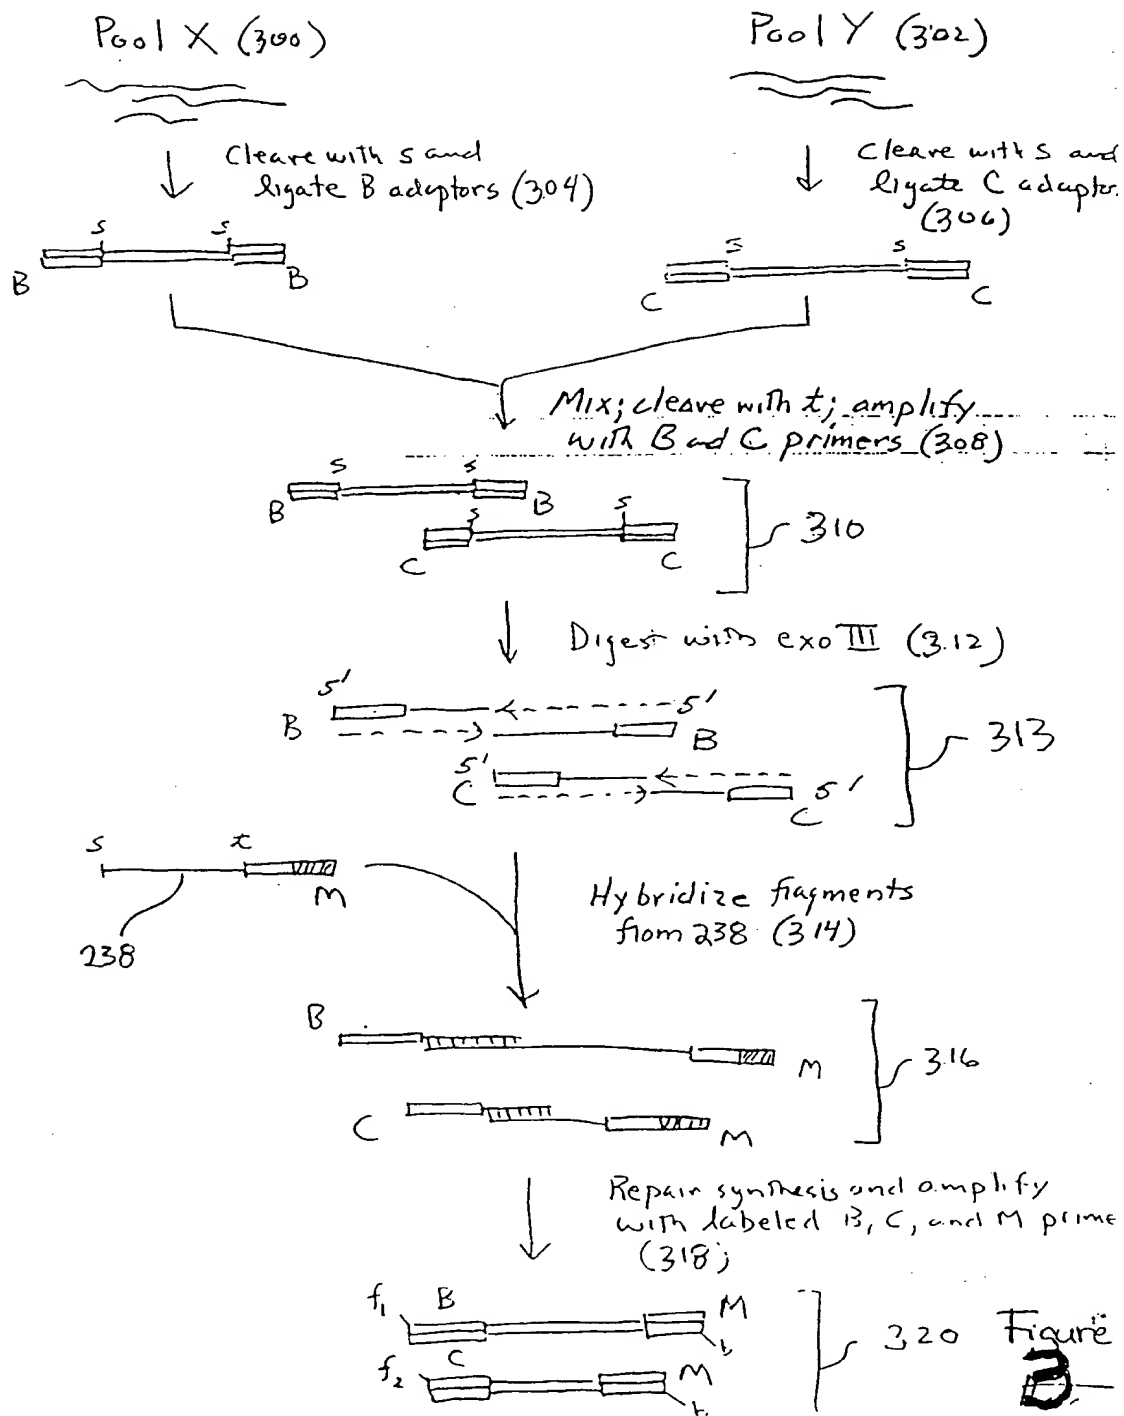 Pool X (300)
Pool Y (302)
Cleave with s and
ligate B adaptors (304)
Cleave with s and
ligate C adaptor
(306)
s s
B B
s s
C C
Mix; cleave with t; amplify
with B and C primers (308)
s s
B B
s s
C C
310
Digest with exo III (312)
5' 5'
B B
5'
C C 5'
313
s t
M
238
Hybridize fragments
from 238 (314)
B
M
C
M
316
Repair synthesis and amplify
with labeled B, C, and M prime
(318)
f1 B M
b
C
f2 M
b
320
Figure
3